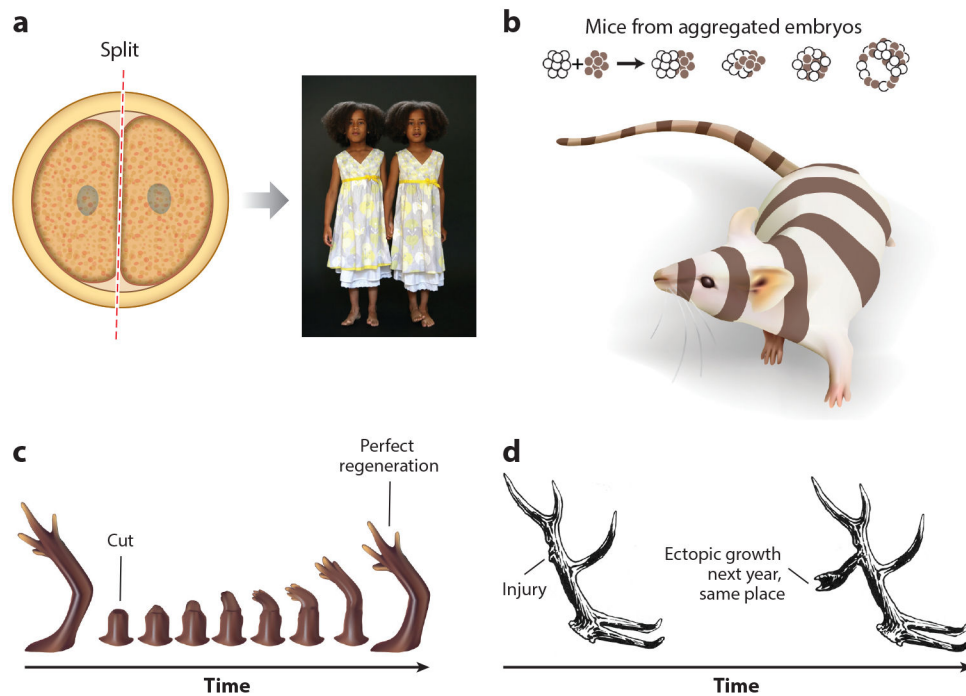 a
Split
b
Mice from aggregated embryos
+
c
Cut
Perfect
regeneration
Time
d
Injury
Ectopic growth
next year,
same place
Time